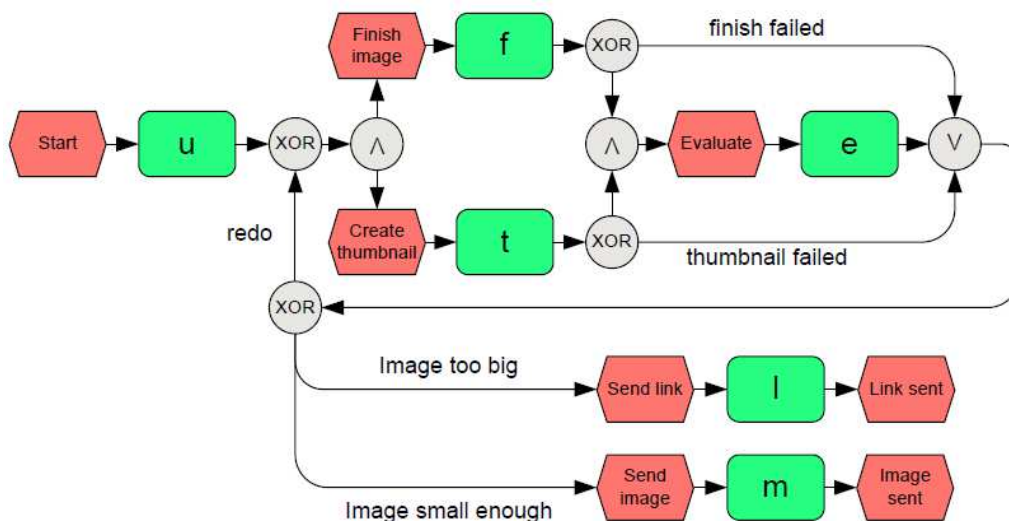 Finish
image
f
XOR
finish failed
Start
u
XOR
∧
∧
Evaluate
e
∨
redo
Create
thumbnail
t
XOR
thumbnail failed
XOR
Image too big
Send link
l
Link sent
Image small enough
Send
image
m
Image
sent